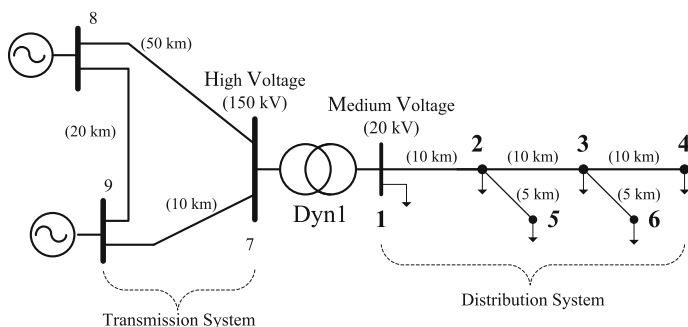 8
(50 km)
High Voltage
(150 kV)
Medium Voltage
(20 kV)
2
3
4
(20 km)
(10 km)
(10 km)
(10 km)
9
(10 km)
(5 km)
(5 km)
Dyn1
1
5
6
7
Distribution System
Transmission System